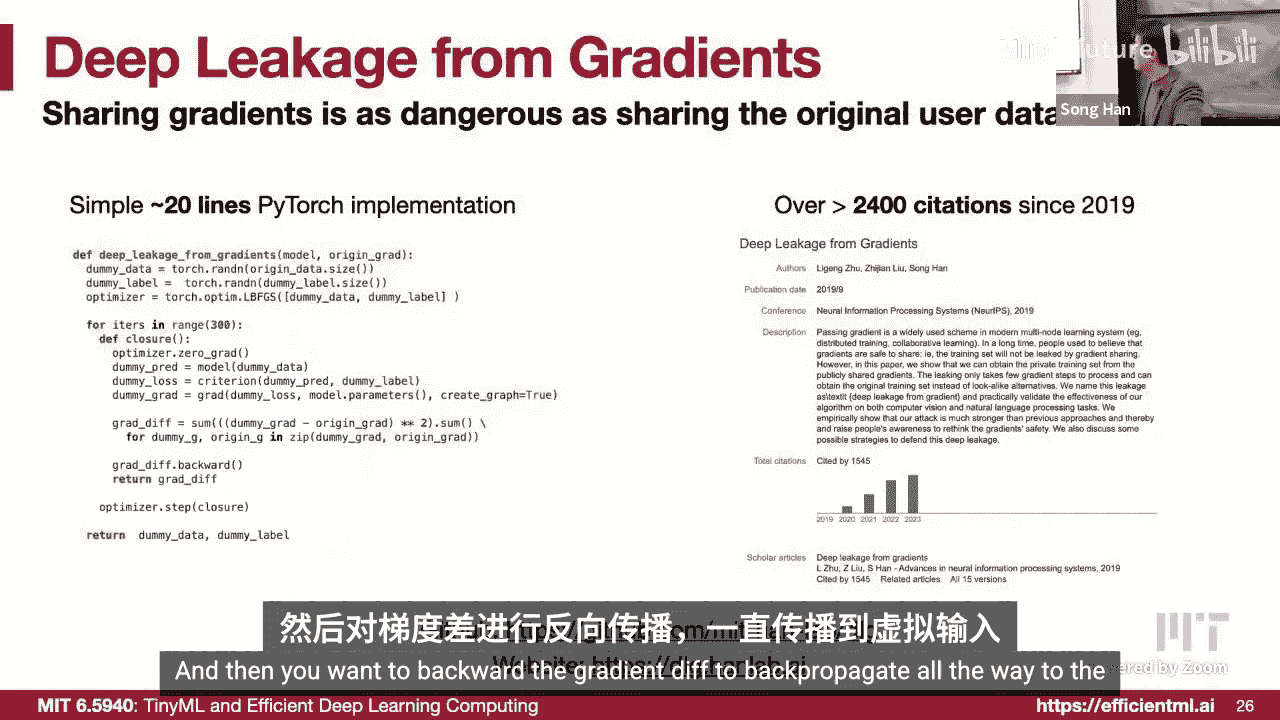 Deep Leakage from Gradients
Sharing gradients is as dangerous as sharing the original user data
bilibili
Song Han
Simple ~20 lines PyTorch implementation
def deep_leakage_from_gradients(model, origin_grad):
dummy_data = torch.randn(origin_data.size())
dummy_label = torch.randn(dummy_label.size())
optimizer = torch.optim.LBFGS([dummy_data, dummy_label] )
for iters in range(300):
def closure():
optimizer.zero_grad()
dummy_pred = model(dummy_data)
dummy_loss = criterion(dummy_pred, dummy_label)
dummy_grad = grad(dummy_loss, model.parameters(), create_graph=True)
grad_diff = sum(((dummy_grad - origin_grad) ** 2).sum() \
for dummy_g, origin_g in zip(dummy_grad, origin_grad))
grad_diff.backward()
return grad_diff
optimizer.step(closure)
return dummy_data, dummy_label
Over > 2400 citations since 2019
Deep Leakage from Gradients
Authors Ligeng Zhu, Zhijian Liu, Song Han
Publication date 2019/9
Conference Neural Information Processing Systems (NeurIPS), 2019
Description Passing gradient is a widely used scheme in modern multi-node learning system (eg,
distributed training, collaborative learning). In a long time, people used to believe that
gradients are safe to share: ie, the training set will not be leaked by gradient sharing.
However, in this paper, we show that we can obtain the private training set from the
publicly shared gradients. The leaking only takes few gradient steps to process and can
obtain the original training set instead of look-alike alternatives. We name this leakage
as\textit {deep leakage from gradient} and practically validate the effectiveness of our
algorithm on both computer vision and natural language processing tasks. We
empirically show that our attack is much stronger than previous approaches and thereby
and raise people's awareness to rethink the gradients' safety. We also discuss some
possible strategies to defend this deep leakage.
Total citations Cited by 1545
2019 2020 2021 2022 2023
Scholar articles Deep leakage from gradients
L Zhu, Z Liu, S Han - Advances in neural information processing systems, 2019
Cited by 1545 Related articles All 15 versions
然后对梯度差进行反向传播，一直传播到虚拟输入
And then you want to backward the gradient diff to backpropagate all the way to the
MIT
by Zoom
MIT 6.5940: TinyML and Efficient Deep Learning Computing
https://efficientml.ai 26